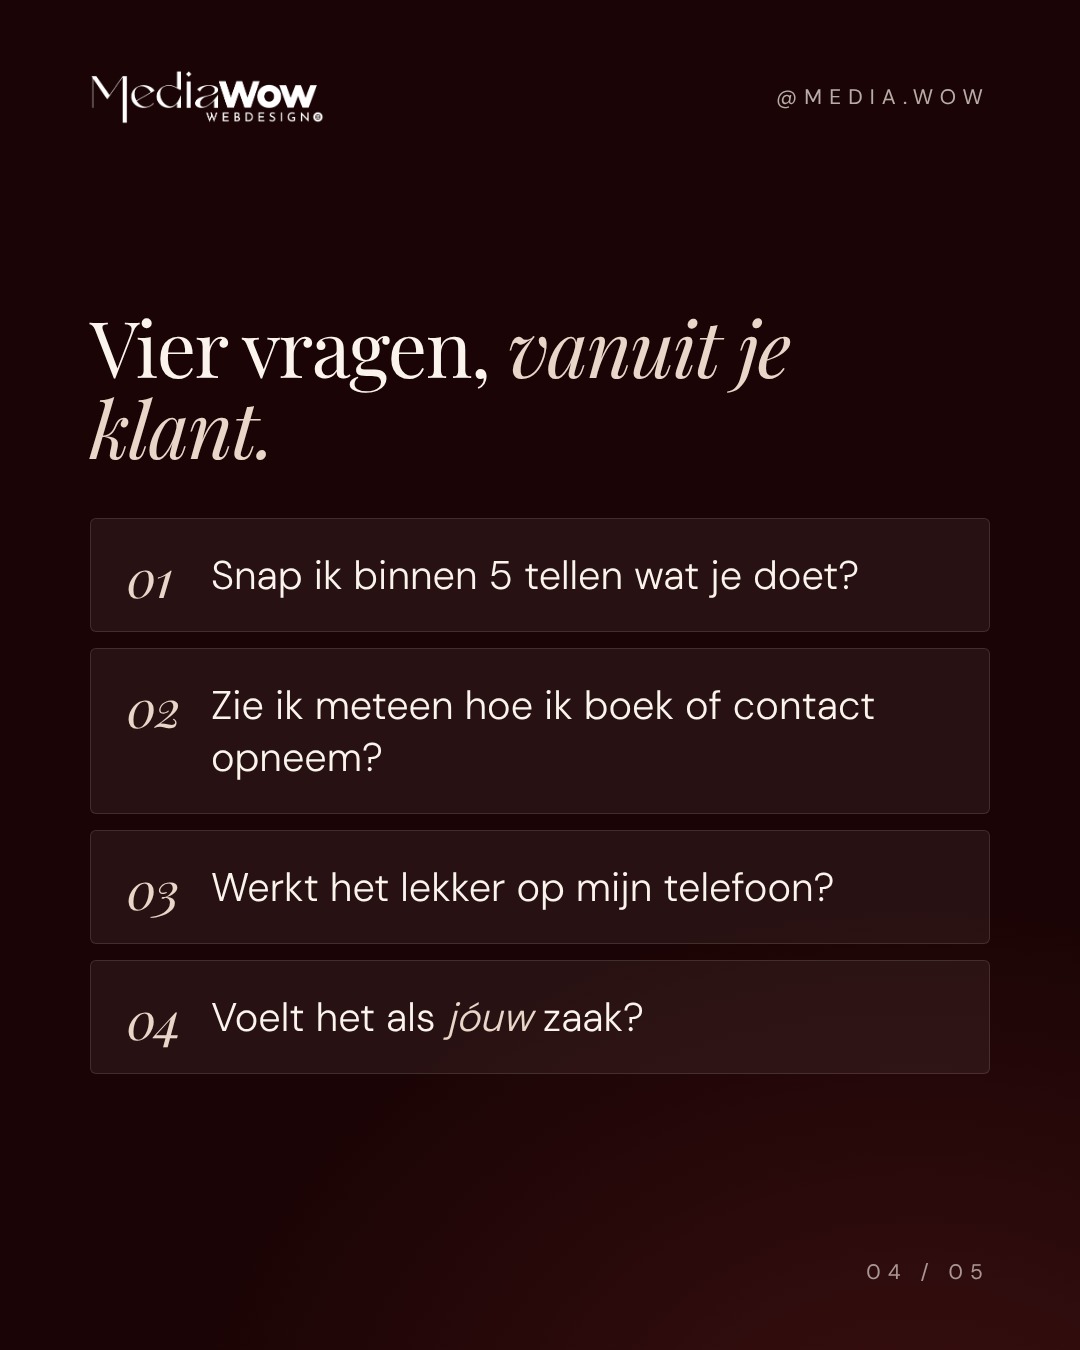 MediaWow
WEBDESIGN
@MEDIA.WOW
Vier vragen, vanuit je
klant.
01 Snap ik binnen 5 tellen wat je doet?
02 Zie ik meteen hoe ik boek of contact
opneem?
03 Werkt het lekker op mijn telefoon?
04 Voelt het als jóuw zaak?
04 / 05